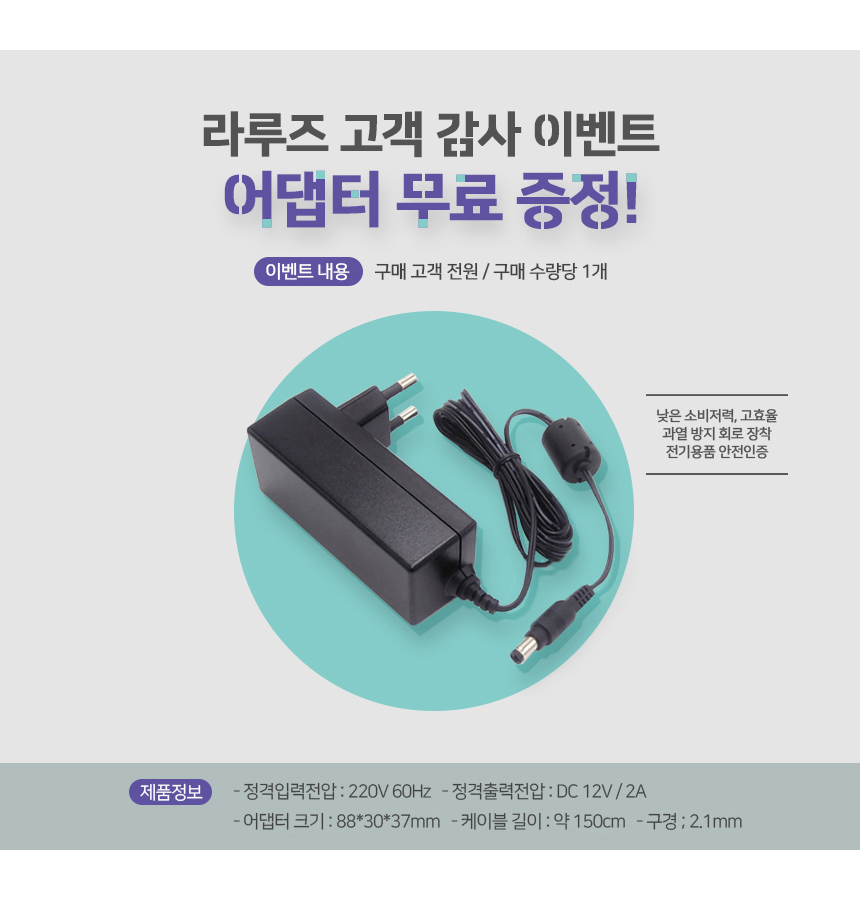 라루즈 고객 감사 이벤트
어댑터 무료 증정!
이벤트 내용 구매 고객 전원 / 구매 수량당 1개
낮은 소비저력, 고효율
과열 방지 회로 장착
전기용품 안전인증
제품정보 - 정격입력전압 : 220V 60Hz - 정격출력전압 : DC 12V / 2A
- 어댑터 크기 : 88*30*37mm - 케이블 길이 : 약 150cm - 구경 ; 2.1mm